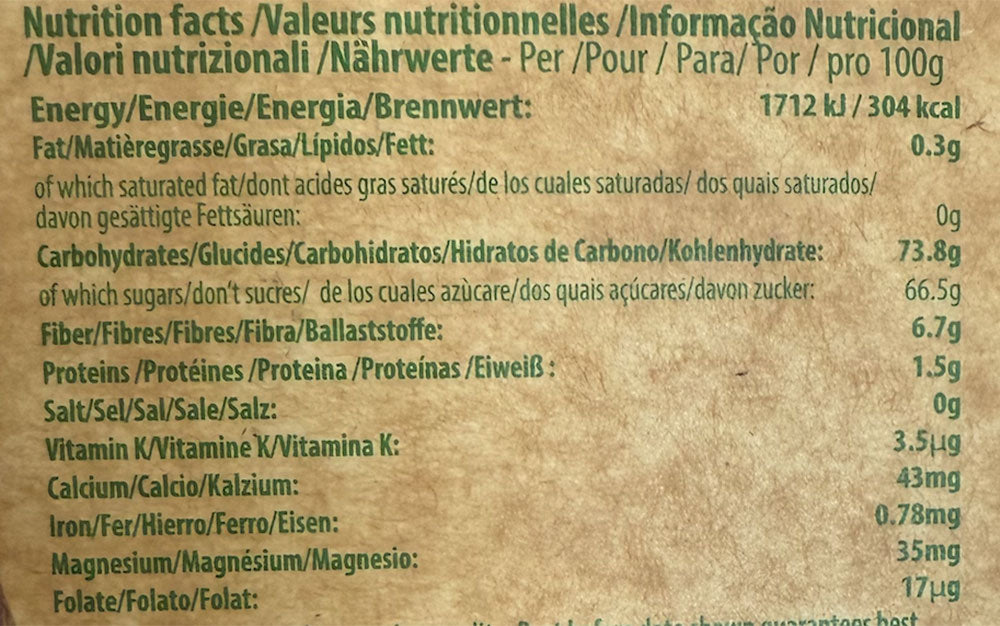 Nutrition facts /Valeurs nutritionnelles /Informação Nutricional
/Valori nutrizionali /Nährwerte - Per /Pour / Para/ Por / pro 100g
Energy/Energie/Energia/Brennwert: 1712 kJ / 304 kcal
Fat/Matièregrasse/Grasa/Lípidos/Fett: 0.3g
of which saturated fat/dont acides gras saturés/de los cuales saturadas/ dos quais saturados/
davon gesättigte Fettsäuren: 0g
Carbohydrates/Glucides/Carbohidratos/Hidratos de Carbono/Kohlenhydrate: 73.8g
of which sugars/don't sucres/ de los cuales azùcare/dos quais açúcares/davon zucker: 66.5g
Fiber/Fibres/Fibres/Fibra/Ballaststoffe: 6.7g
Proteins /Protéines /Proteina /Proteínas /Eiweiß : 1.5g
Salt/Sel/Sal/Sale/Salz: 0g
Vitamin K/Vitamine K/Vitamina K: 3.5µg
Calcium/Calcio/Kalzium: 43mg
Iron/Fer/Hierro/Ferro/Eisen: 0.78mg
Magnesium/Magnésium/Magnesio: 35mg
Folate/Folato/Folat: 17µg
best